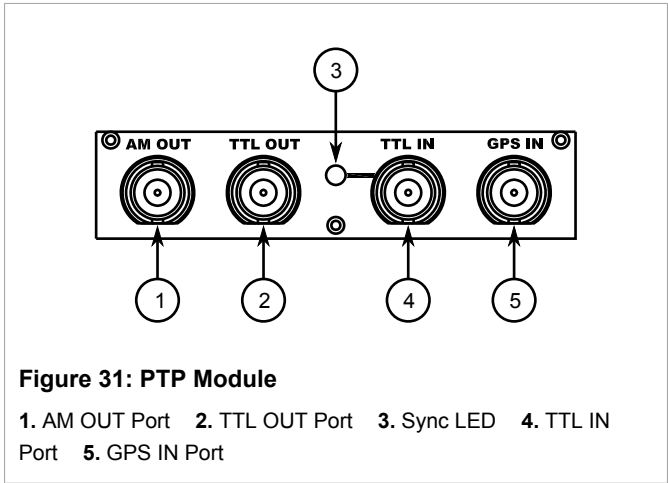 3
AM OUT TTL OUT TTL IN GPS IN
1 2 4 5
Figure 31: PTP Module
1. AM OUT Port 2. TTL OUT Port 3. Sync LED 4. TTL IN
Port 5. GPS IN Port